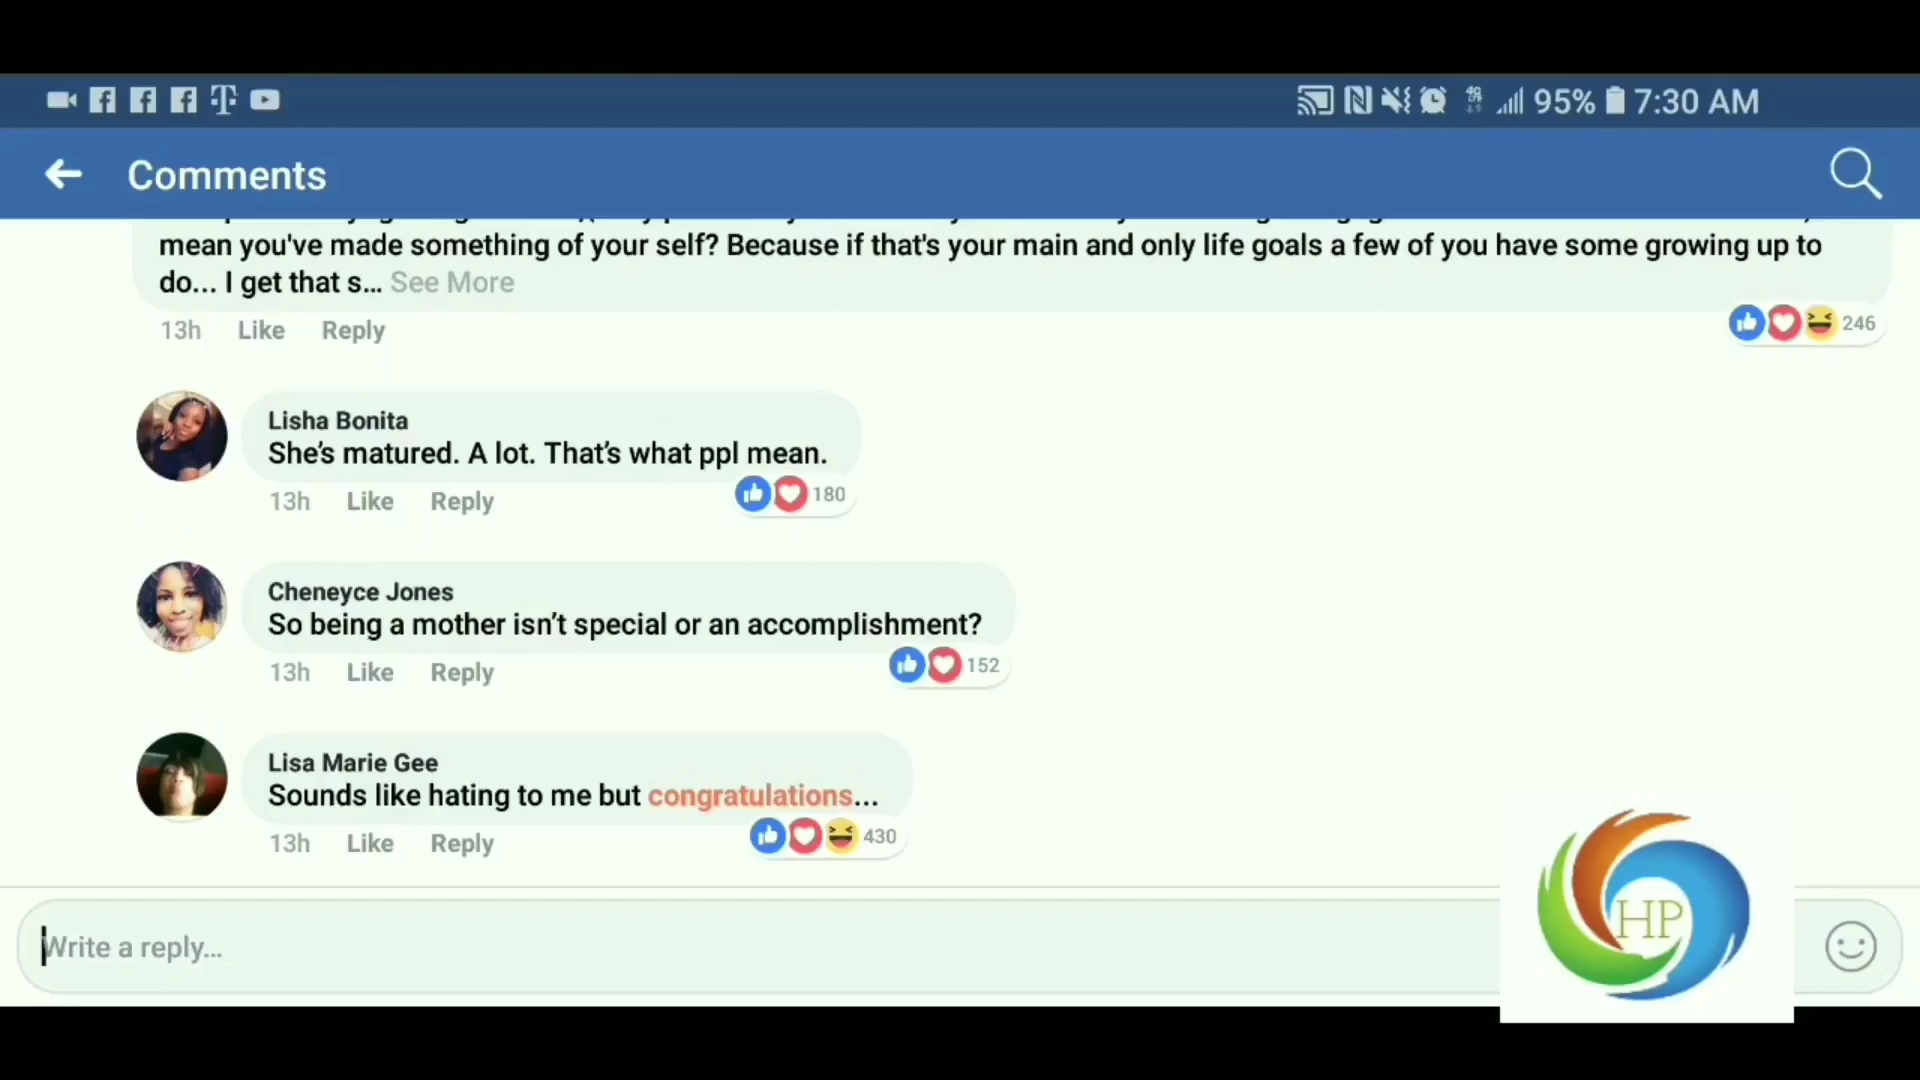 95% 7:30 AM
Comments
mean you've made something of your self? Because if that's your main and only life goals a few of you have some growing up to
do... I get that s... See More
13h Like Reply
246
Lisha Bonita
She's matured. A lot. That's what ppl mean.
13h Like Reply
180
Cheneyce Jones
So being a mother isn't special or an accomplishment?
13h Like Reply
152
Lisa Marie Gee
Sounds like hating to me but congratulations...
13h Like Reply
430
Write a reply...
HP